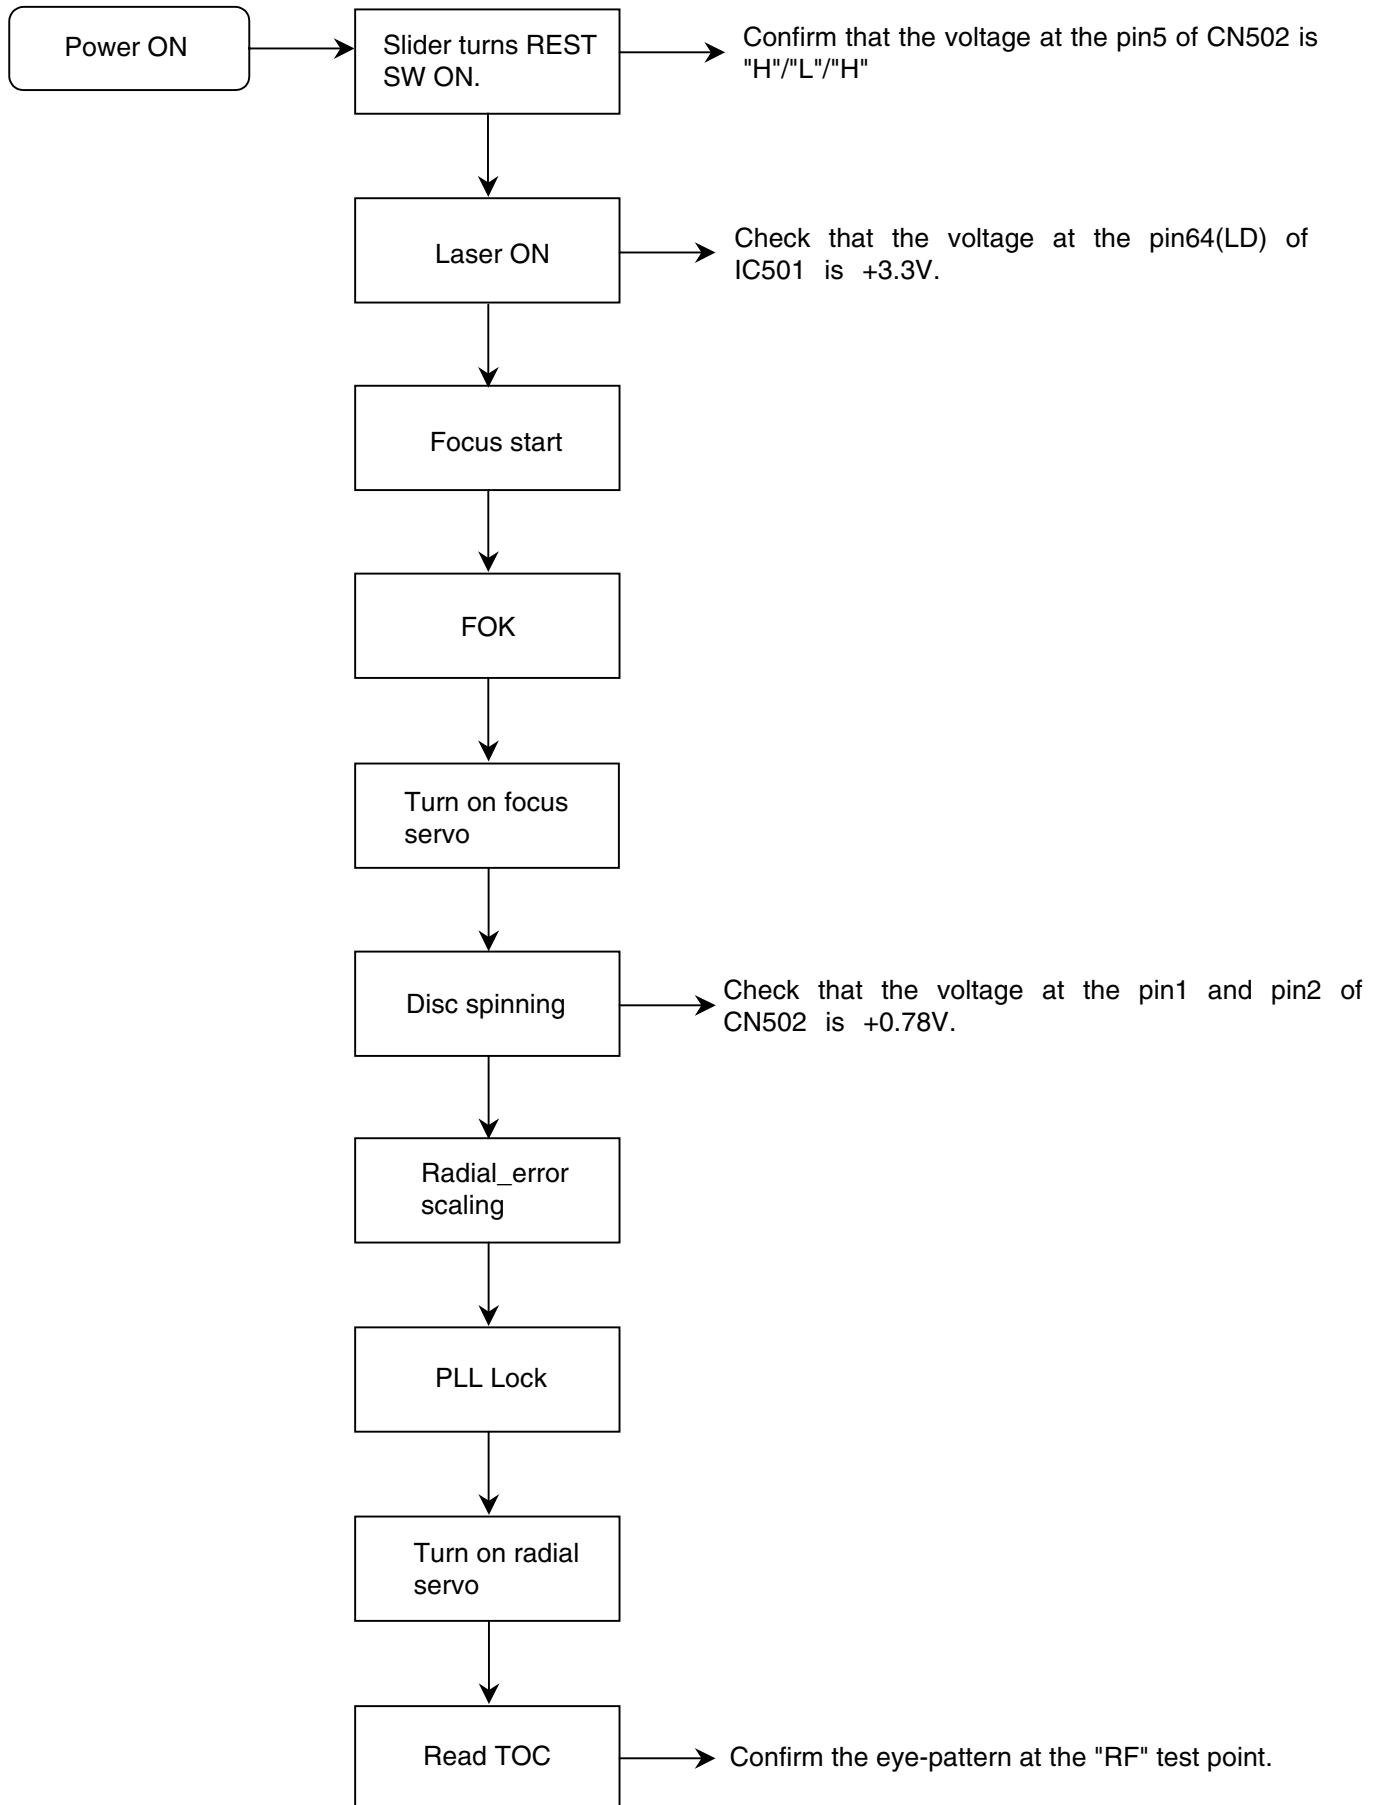 Power ON
Slider turns REST
SW ON.
Confirm that the voltage at the pin5 of CN502 is
"H"/"L"/"H"
Laser ON
Check that the voltage at the pin64(LD) of
IC501 is +3.3V.
Focus start
FOK
Turn on focus
servo
Disc spinning
Check that the voltage at the pin1 and pin2 of
CN502 is +0.78V.
Radial_error
scaling
PLL Lock
Turn on radial
servo
Read TOC
Confirm the eye-pattern at the "RF" test point.